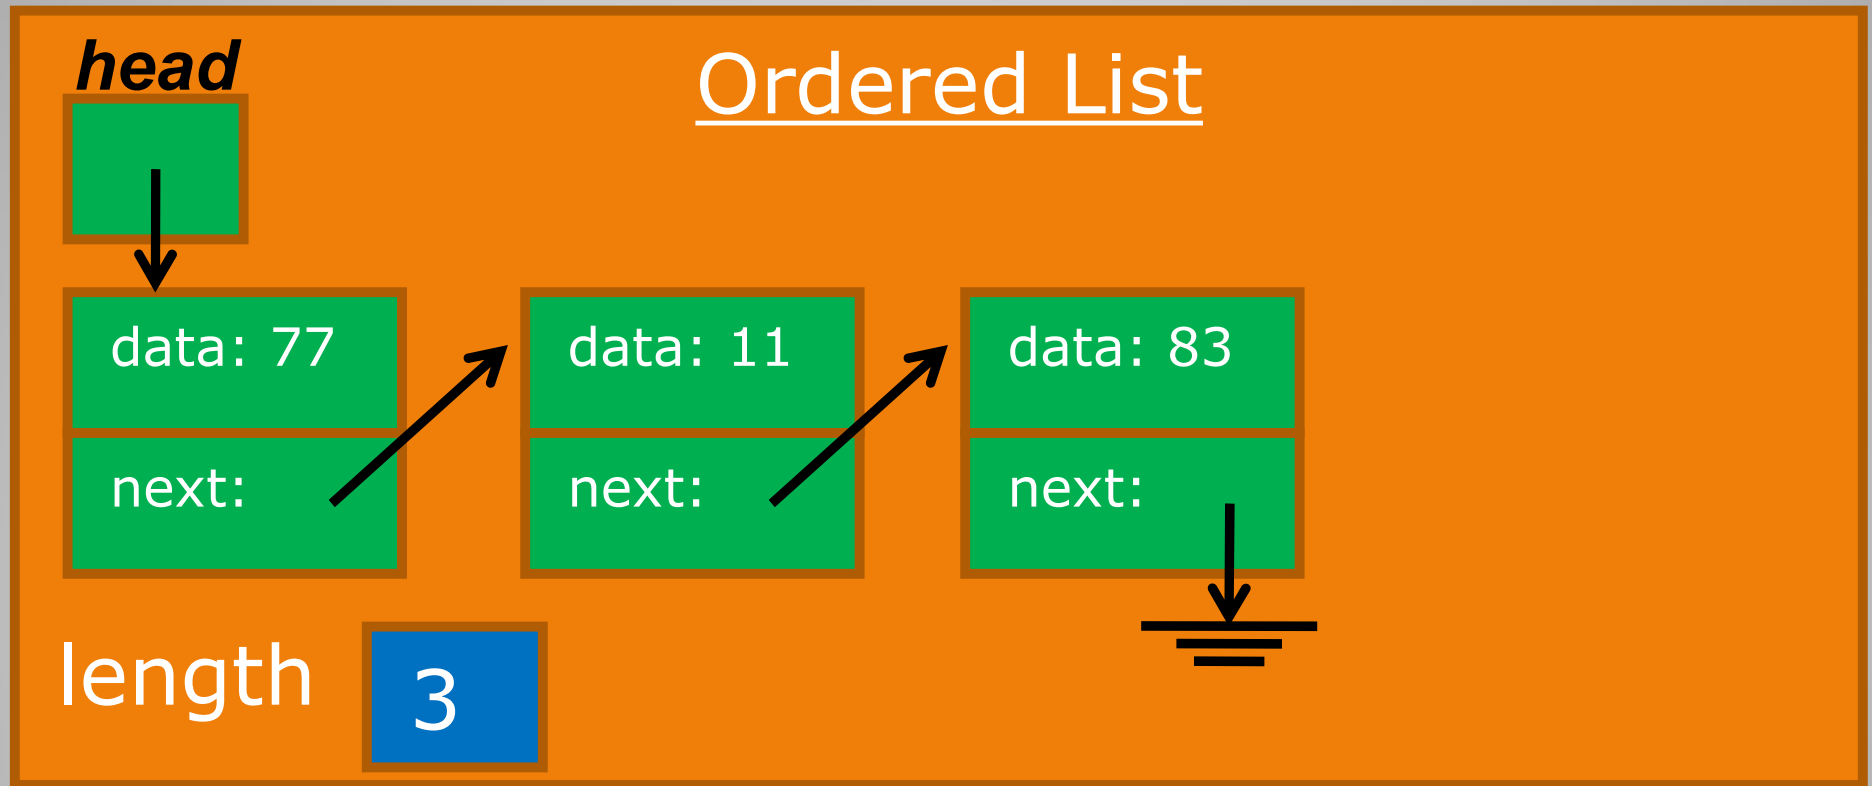 head
Ordered List
data: 77
data: 11
data: 83
next:
next:
next:
length
3